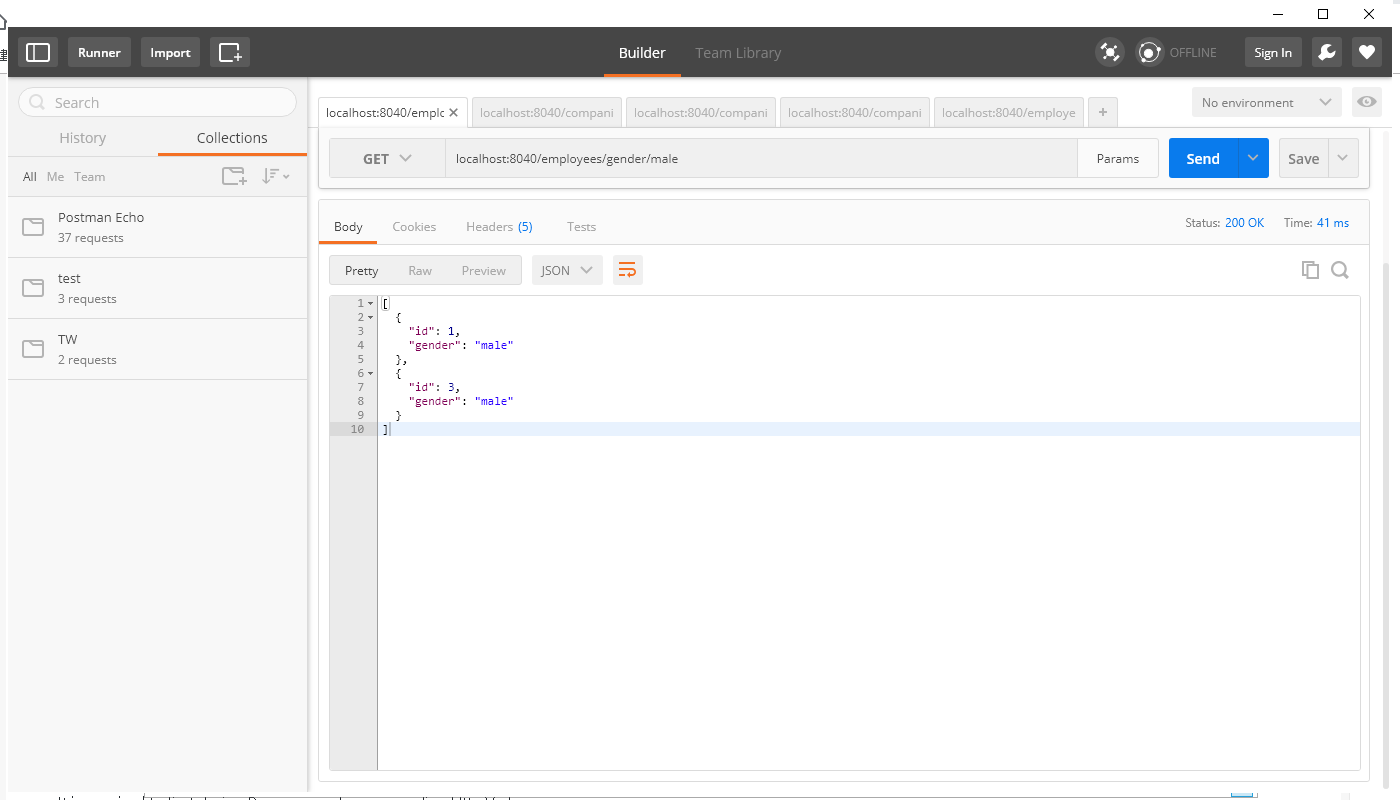 Runner
Import
Builder
Team Library
OFFLINE
Sign In
Search
History
Collections
All Me Team
Postman Echo
37 requests
test
3 requests
TW
2 requests
localhost:8040/emplc
localhost:8040/compani
localhost:8040/compani
localhost:8040/compani
localhost:8040/employe
+
No environment
GET
localhost:8040/employees/gender/male
Params
Send
Save
Body
Cookies
Headers (5)
Tests
Status: 200 OK
Time: 41 ms
Pretty
Raw
Preview
JSON
1 [
2 {
3 "id": 1,
4 "gender": "male"
5 },
6 {
7 "id": 3,
8 "gender": "male"
9 }
10 ]